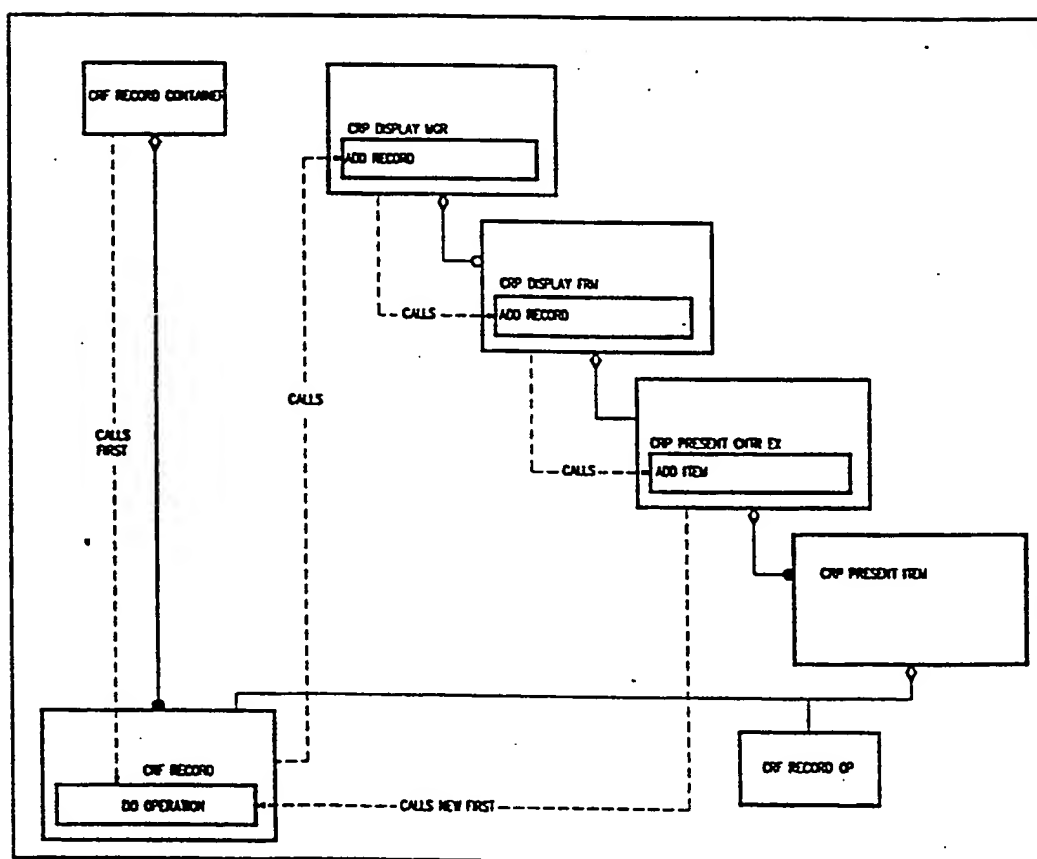 CRF RECORD CONTAINER
CRP DISPLAY MGR
ADD RECORD
CRP DISPLAY FRM
CALLS
ADD RECORD
CALLS
CALLS
FIRST
CRP PRESENT CNTR EX
CALLS
ADD ITEM
CRP PRESENT ITEM
CRF RECORD
CRF RECORD OP
DO OPERATION
CALLS NEW FIRST